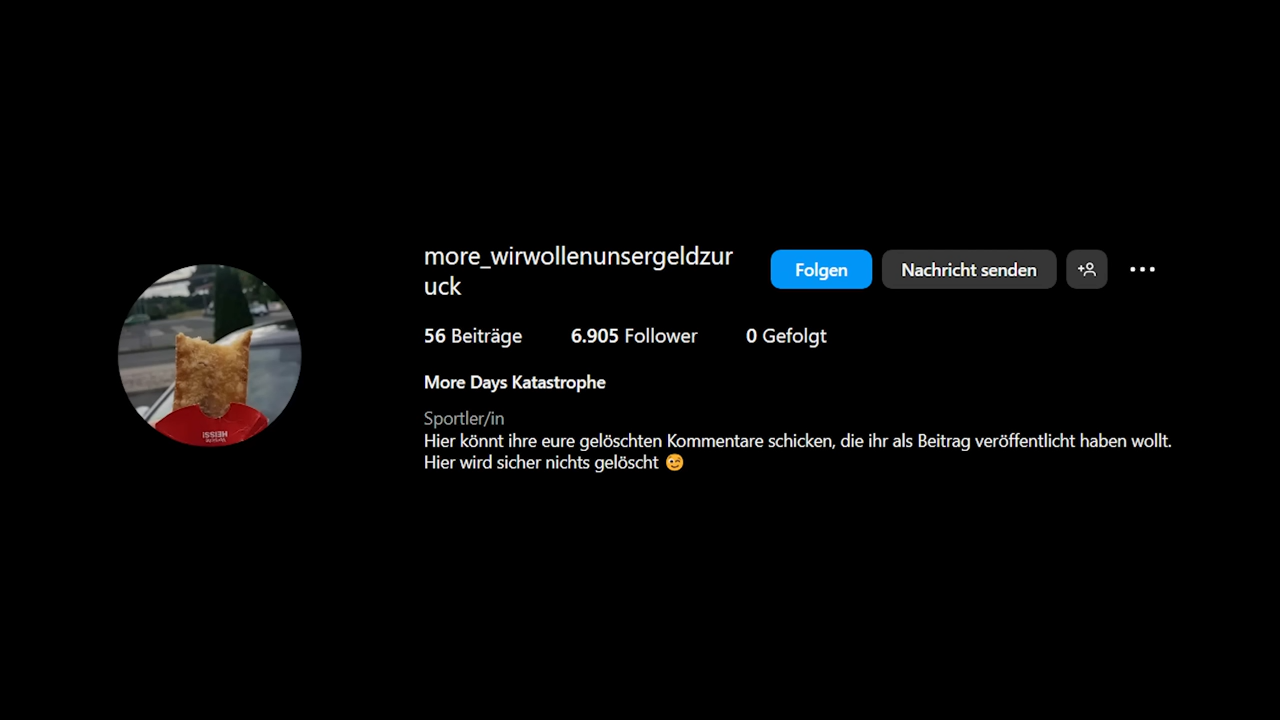 more_wirwollenunsergeldzur
uck
Folgen
Nachricht senden
56 Beiträge
6.905 Follower
0 Gefolgt
More Days Katastrophe
Sportler/in
Hier könnt ihre eure gelöschten Kommentare schicken, die ihr als Beitrag veröffentlicht haben wollt.
Hier wird sicher nichts gelöscht 😉
HEISS!